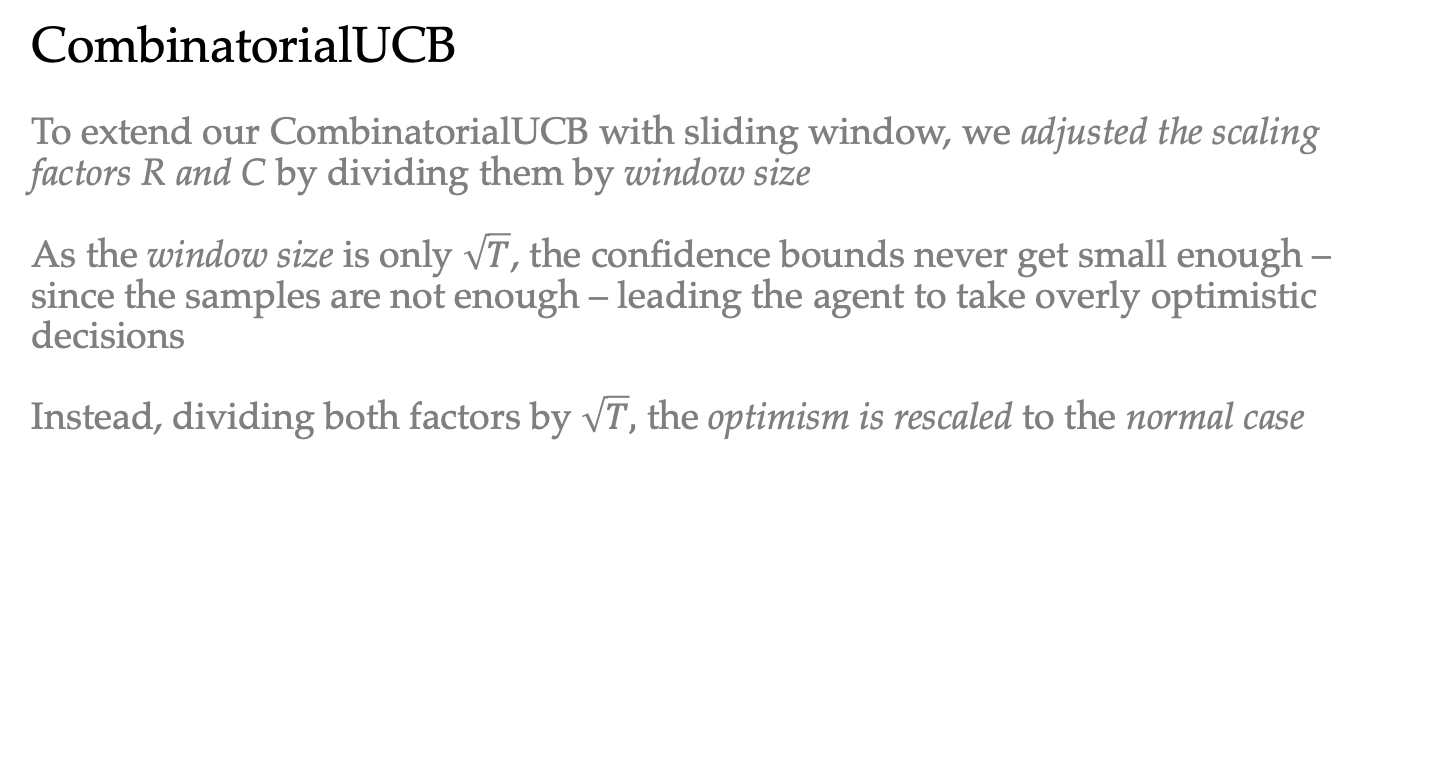 CombinatorialUCB
To extend our CombinatorialUCB with sliding window, we adjusted the scaling
factors R and C by dividing them by window size
As the window size is only √T, the confidence bounds never get small enough –
since the samples are not enough – leading the agent to take overly optimistic
decisions
Instead, dividing both factors by √T, the optimism is rescaled to the normal case